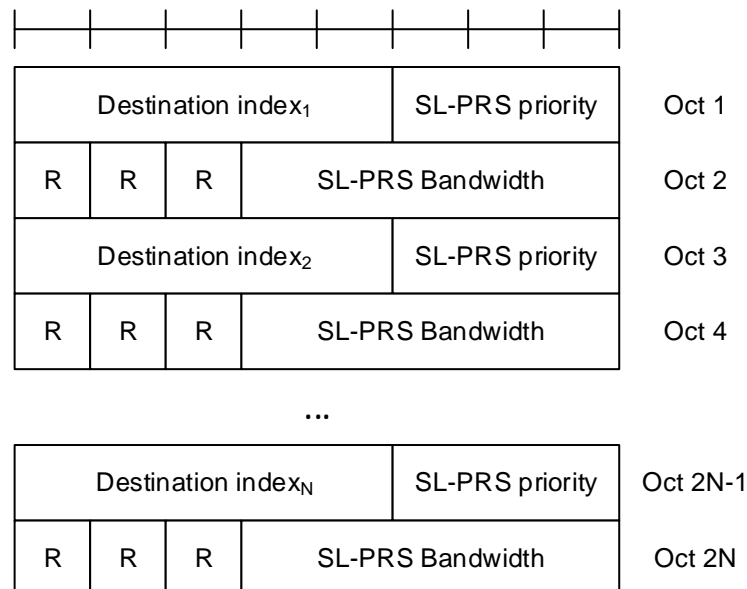 Destination index₁ SL-PRS priority Oct 1
R R R SL-PRS Bandwidth Oct 2
Destination index₂ SL-PRS priority Oct 3
R R R SL-PRS Bandwidth Oct 4
...
Destination index_N SL-PRS priority Oct 2N-1
R R R SL-PRS Bandwidth Oct 2N